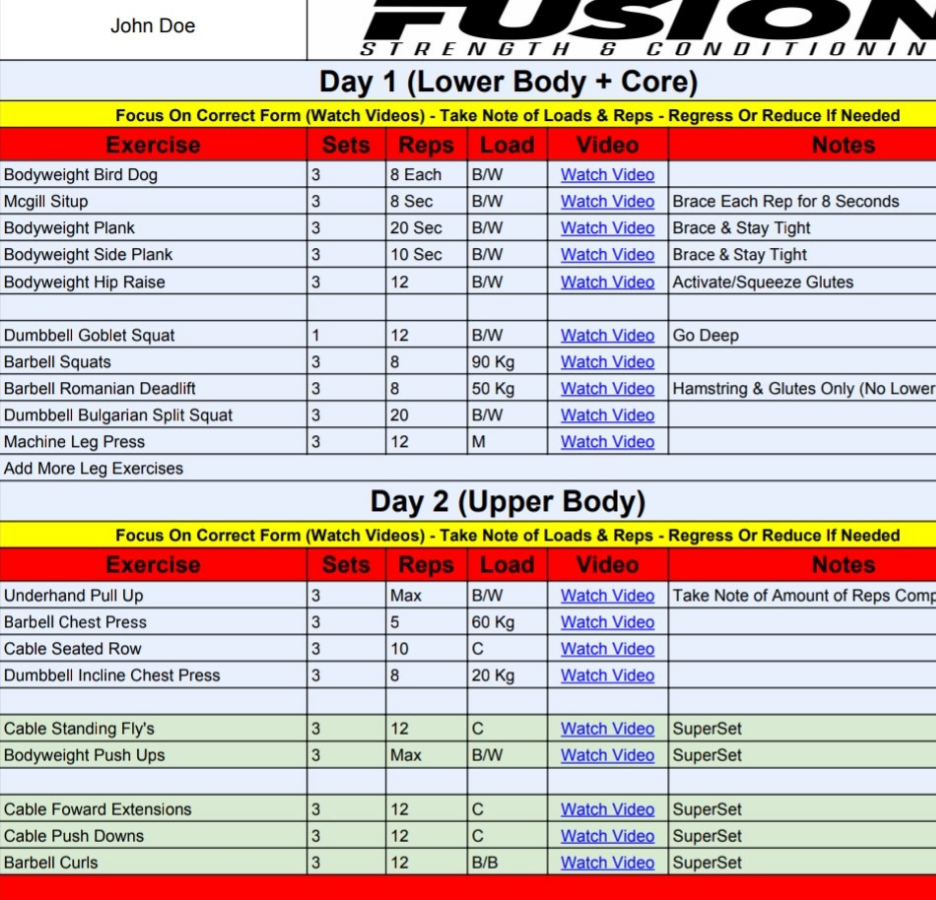 John Doe
FUSION
STRENGTH & CONDITIONIN
Day 1 (Lower Body + Core)
Focus On Correct Form (Watch Videos) - Take Note of Loads & Reps - Regress Or Reduce If Needed
Exercise Sets Reps Load Video Notes
Bodyweight Bird Dog 3 8 Each B/W Watch Video
Mcgill Situp 3 8 Sec B/W Watch Video Brace Each Rep for 8 Seconds
Bodyweight Plank 3 20 Sec B/W Watch Video Brace & Stay Tight
Bodyweight Side Plank 3 10 Sec B/W Watch Video Brace & Stay Tight
Bodyweight Hip Raise 3 12 B/W Watch Video Activate/Squeeze Glutes
Dumbbell Goblet Squat 1 12 B/W Watch Video Go Deep
Barbell Squats 3 8 90 Kg Watch Video
Barbell Romanian Deadlift 3 8 50 Kg Watch Video Hamstring & Glutes Only (No Lower
Dumbbell Bulgarian Split Squat 3 20 B/W Watch Video
Machine Leg Press 3 12 M Watch Video
Add More Leg Exercises
Day 2 (Upper Body)
Focus On Correct Form (Watch Videos) - Take Note of Loads & Reps - Regress Or Reduce If Needed
Exercise Sets Reps Load Video Notes
Underhand Pull Up 3 Max B/W Watch Video Take Note of Amount of Reps Comp
Barbell Chest Press 3 5 60 Kg Watch Video
Cable Seated Row 3 10 C Watch Video
Dumbbell Incline Chest Press 3 8 20 Kg Watch Video
Cable Standing Fly's 3 12 C Watch Video SuperSet
Bodyweight Push Ups 3 Max B/W Watch Video SuperSet
Cable Foward Extensions 3 12 C Watch Video SuperSet
Cable Push Downs 3 12 C Watch Video SuperSet
Barbell Curls 3 12 B/B Watch Video SuperSet